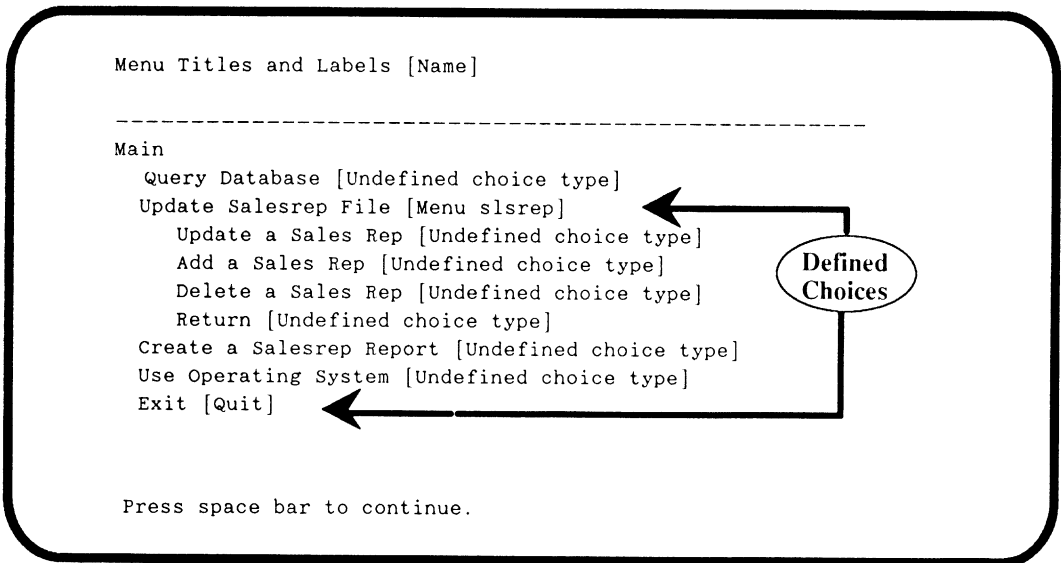 Menu Titles and Labels [Name]
--------------------------------------------------
Main
Query Database [Undefined choice type]
Update Salesrep File [Menu slsrep]
Update a Sales Rep [Undefined choice type]
Add a Sales Rep [Undefined choice type]
Delete a Sales Rep [Undefined choice type]
Return [Undefined choice type]
Create a Salesrep Report [Undefined choice type]
Use Operating System [Undefined choice type]
Exit [Quit]
Defined
Choices
Press space bar to continue.